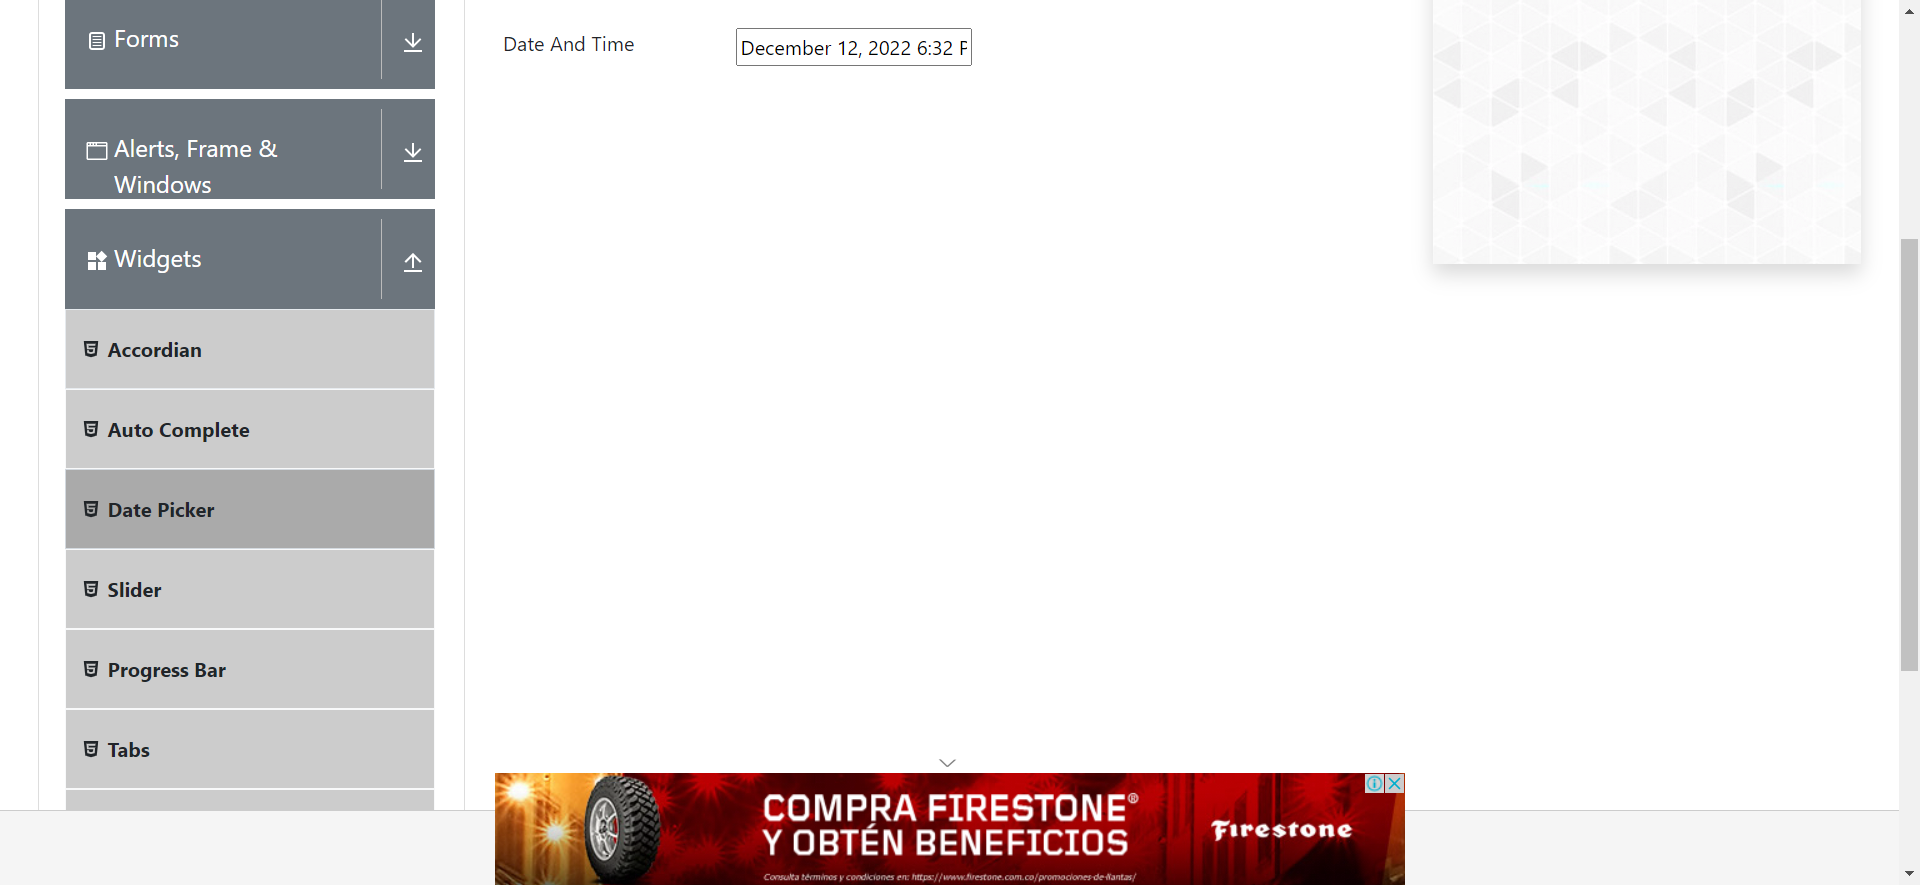 Forms
Alerts, Frame &
Windows
Widgets
Accordian
Auto Complete
Date Picker
Slider
Progress Bar
Tabs
Date And Time
December 12, 2022 6:32 P
COMPRA FIRESTONE®
Y OBTÉN BENEFICIOS
Consulta términos y condiciones en: https://www.firestone.com.co/promociones-de-llantas/
Firestone